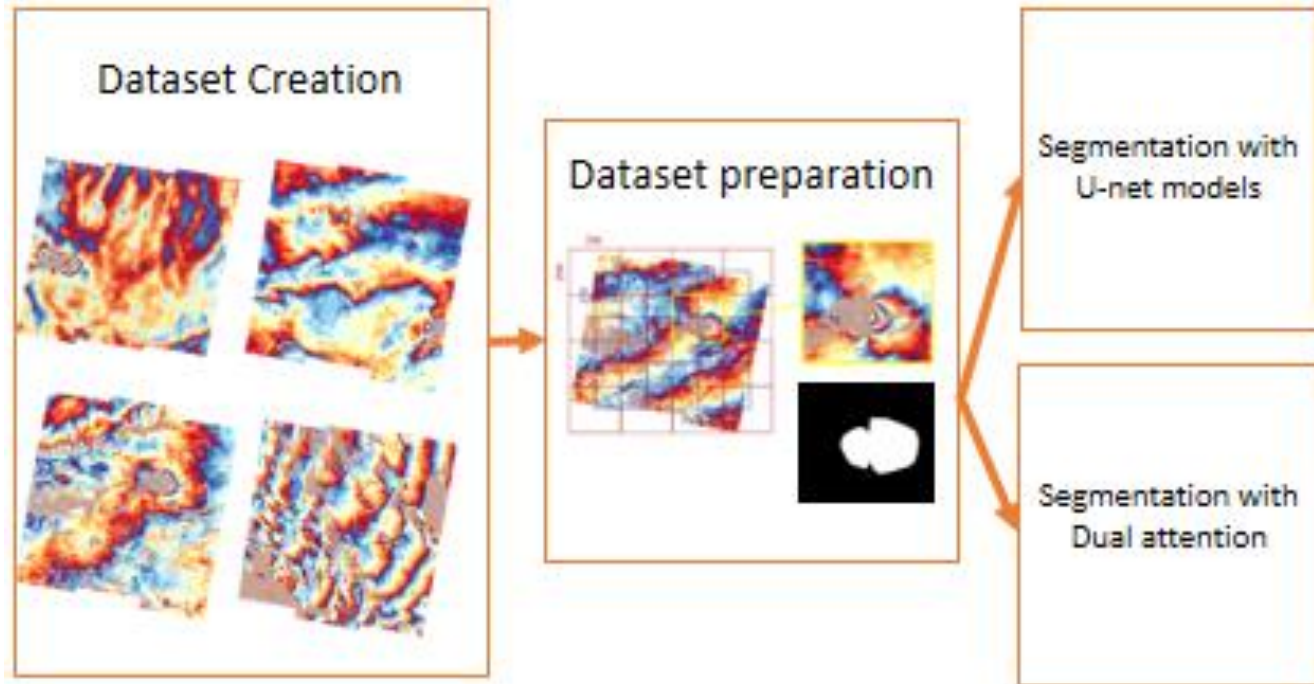 Dataset Creation
Dataset preparation
Segmentation with
U-net models
Segmentation with
Dual attention